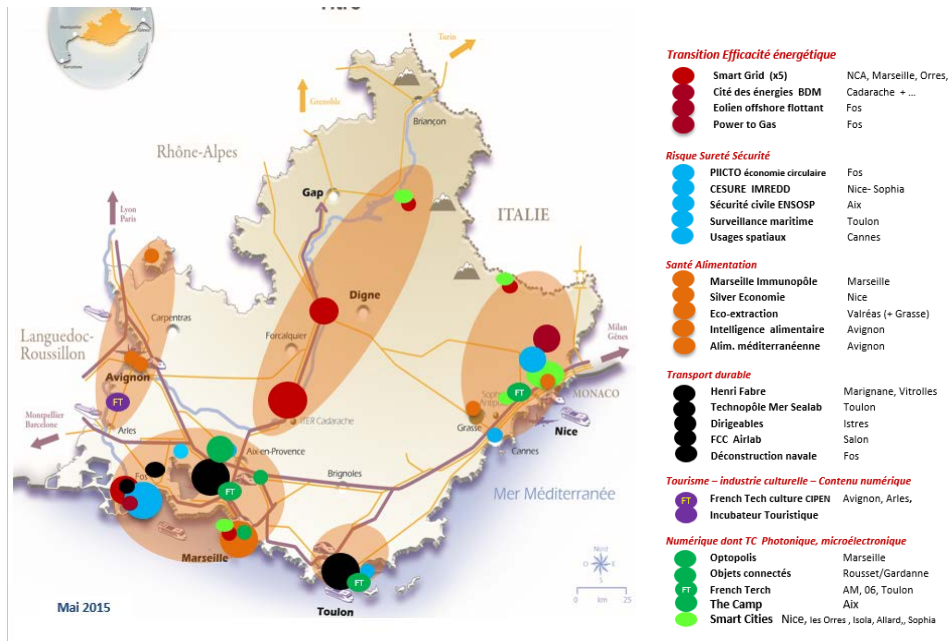 Turin
Grenoble
Briançon
Rhône-Alpes
Gap
ITALIE
Lyon
Paris
Digne
Carpentras
Forcalquier
Languedoc-
Roussillon
Milan
Gênes
Avignon
FT
FT
MONACO
Montpellier
Barcelone
Arles
ITER Cadarache
Grasse
Nice
Cannes
Aix-en-Provence
Fos
Brignoles
FT
Mer Méditerranée
Marseille
Nord
O
E
S
FT
0 km 25
Toulon
Mai 2015
Transition Efficacité énergétique
Smart Grid (x5) NCA, Marseille, Orres,
Cité des énergies BDM Cadarache + ...
Eolien offshore flottant Fos
Power to Gas Fos
Risque Sureté Sécurité
PIICTO économie circulaire Fos
CESURE IMREDD Nice- Sophia
Sécurité civile ENSOSP Aix
Surveillance maritime Toulon
Usages spatiaux Cannes
Santé Alimentation
Marseille Immunopôle Marseille
Silver Economie Nice
Eco-extraction Valréas (+ Grasse)
Intelligence alimentaire Avignon
Alim. méditerranéenne Avignon
Transport durable
Henri Fabre Marignane, Vitrolles
Technopôle Mer Sealab Toulon
Dirigeables Istres
FCC Airlab Salon
Déconstruction navale Fos
Tourisme – industrie culturelle – Contenu numérique
FT French Tech culture CIPEN Avignon, Arles,
Incubateur Touristique
Numérique dont TC Photonique, microélectronique
Optopolis Marseille
Objets connectés Rousset/Gardanne
FT French Terch AM, 06, Toulon
The Camp Aix
Smart Cities Nice, les Orres , Isola, Allard,, Sophia